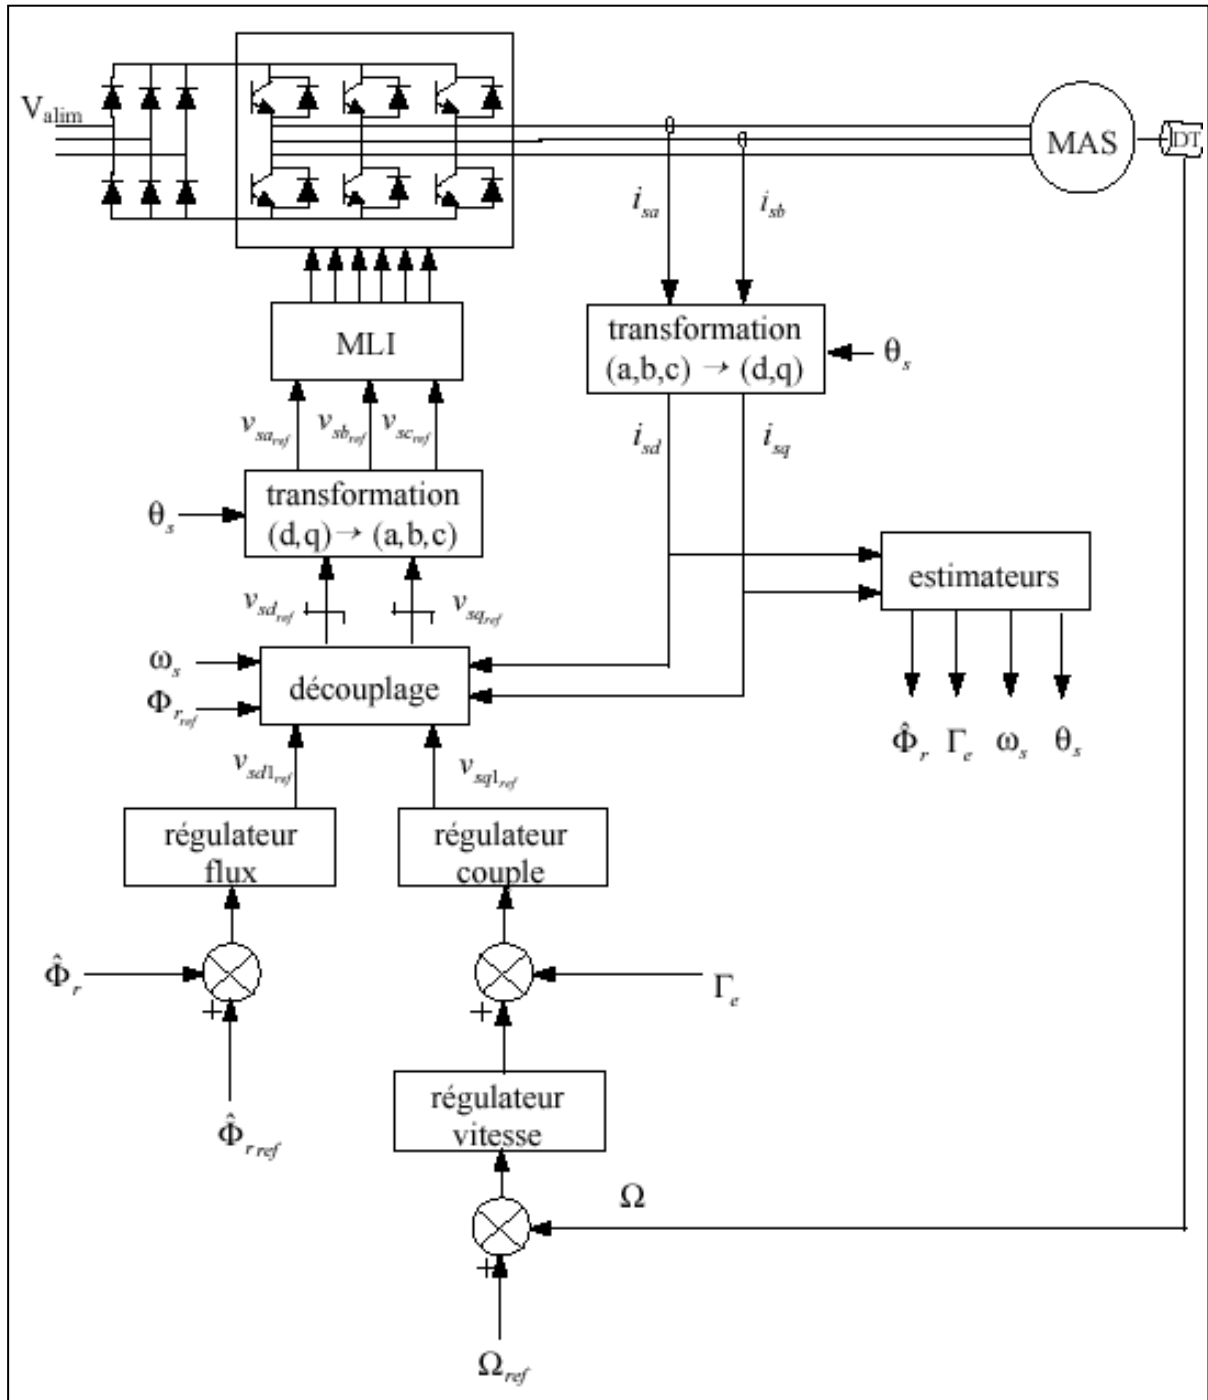 V_alim
MAS
DT
i_sa
i_sb
MLI
transformation
(a,b,c) → (d,q)
θ_s
v_sa_ref
v_sb_ref
v_sc_ref
i_sd
i_sq
transformation
(d,q) → (a,b,c)
θ_s
estimateurs
v_sd_ref
v_sq_ref
ω_s
Φ_r_ref
découplage
Φ̂_r
Γ_e
ω_s
θ_s
v_sd1_ref
v_sq1_ref
régulateur
flux
régulateur
couple
Φ̂_r
+
+
Γ_e
Φ̂_r ref
régulateur
vitesse
Ω
+
Ω_ref